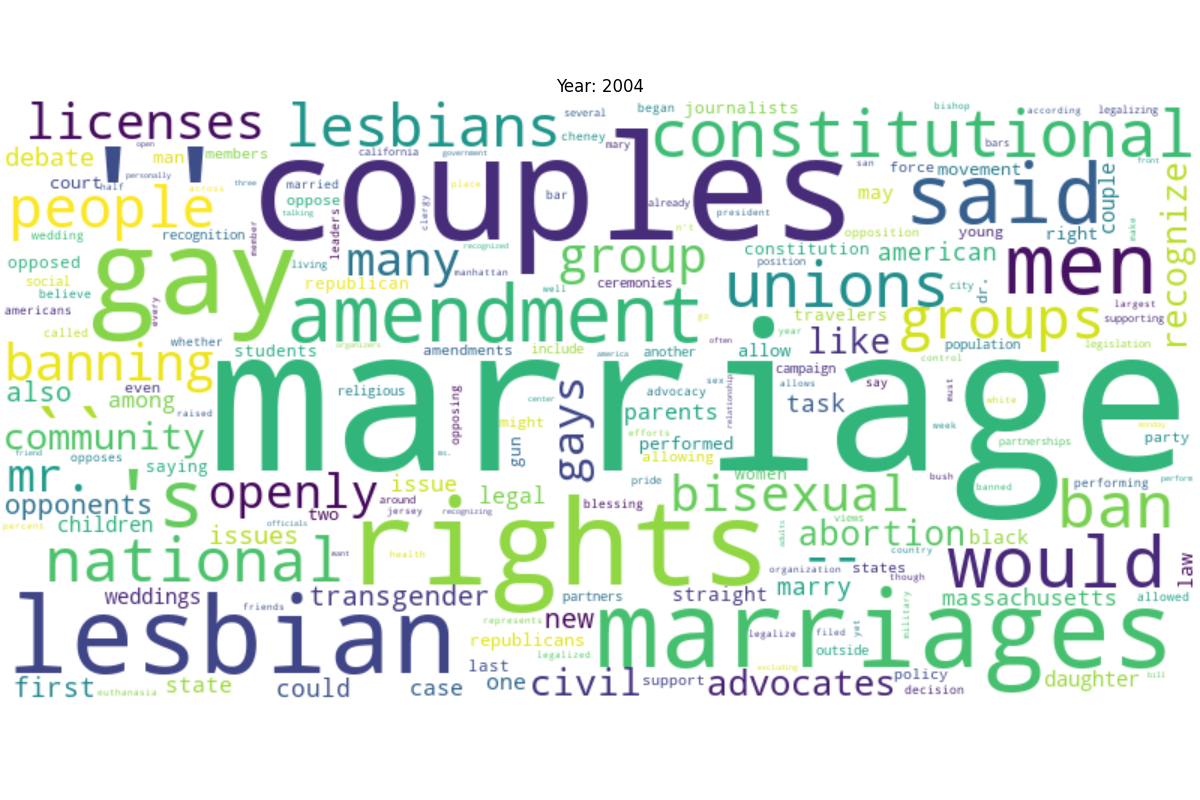 Year: 2004
licenses lesbians several began journalists bishop according legalizing
constitutional
debate ' man ' members open california government cheney mary bars
court half personally across three married oppose place bar couples already san force movement front
people talking clergy president may said couple recognize
wedding recognition member leaders n't opposition young right make
opposed living many recognized group constitution american men
social gay republican manhattan ceremonies position unions city dr.
believe every amendment well largest
americans called go travelers groups supporting
whether students organizers amendments include america another often year allow like population legislation
banning marriage campaign control
also even among religious opposing center gays advocacy sex relationship allows say task must white
`` raised might parents
community friend efforts performed week partnerships party monday
mr. opposes saying ms. gun allowing women bush banned performing perform
's openly issue legal pride bisexual ban
opponents two around jersey recognizing blessing
percent children officials rights adults views abortion black
issues -- country
national want health organization states would law
though
weddings transgender partners straight marry massachusetts allowed
lesbian friends represents new marriages legalize filed yet military
republicans legalized outside
last excluding
first euthanasia state could case one civil support advocates policy decision daughter bill